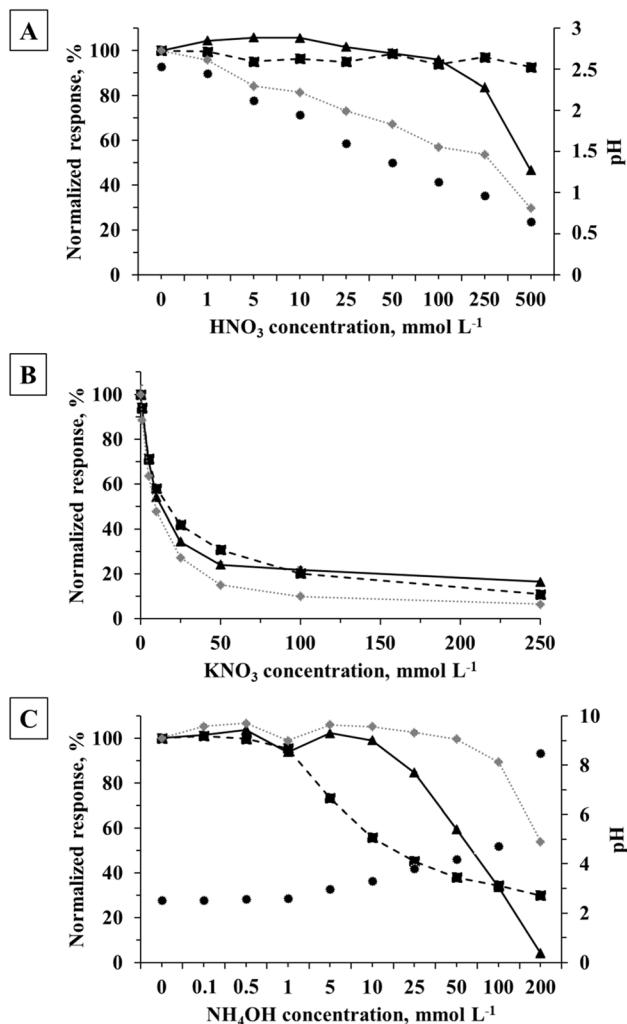 A
Normalized response, %
100
80
60
40
20
0
3
2.5
2
1.5
1
0.5
0
pH
0 1 5 10 25 50 100 250 500
HNO₃ concentration, mmol L⁻¹
B
Normalized response, %
100
80
60
40
20
0
0 50 100 150 200 250
KNO₃ concentration, mmol L⁻¹
C
Normalized response, %
100
80
60
40
20
0
10
8
6
4
2
0
pH
0 0.1 0.5 1 5 10 25 50 100 200
NH₄OH concentration, mmol L⁻¹